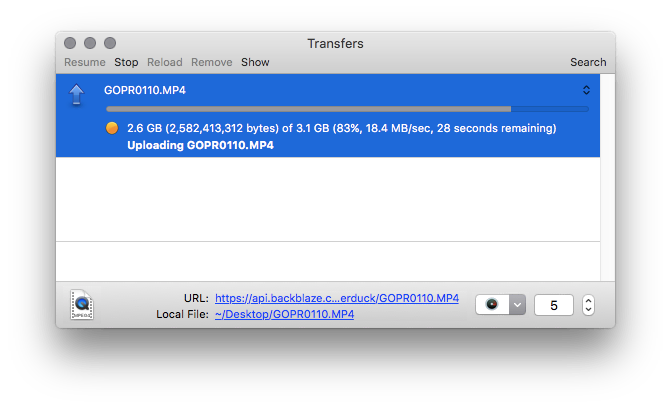 Transfers
Resume Stop Reload Remove Show Search
GOPR0110.MP4
2.6 GB (2,582,413,312 bytes) of 3.1 GB (83%, 18.4 MB/sec, 28 seconds remaining)
Uploading GOPR0110.MP4
URL: https://api.backblaze.c...erduck/GOPR0110.MP4
Local File: ~/Desktop/GOPR0110.MP4
5